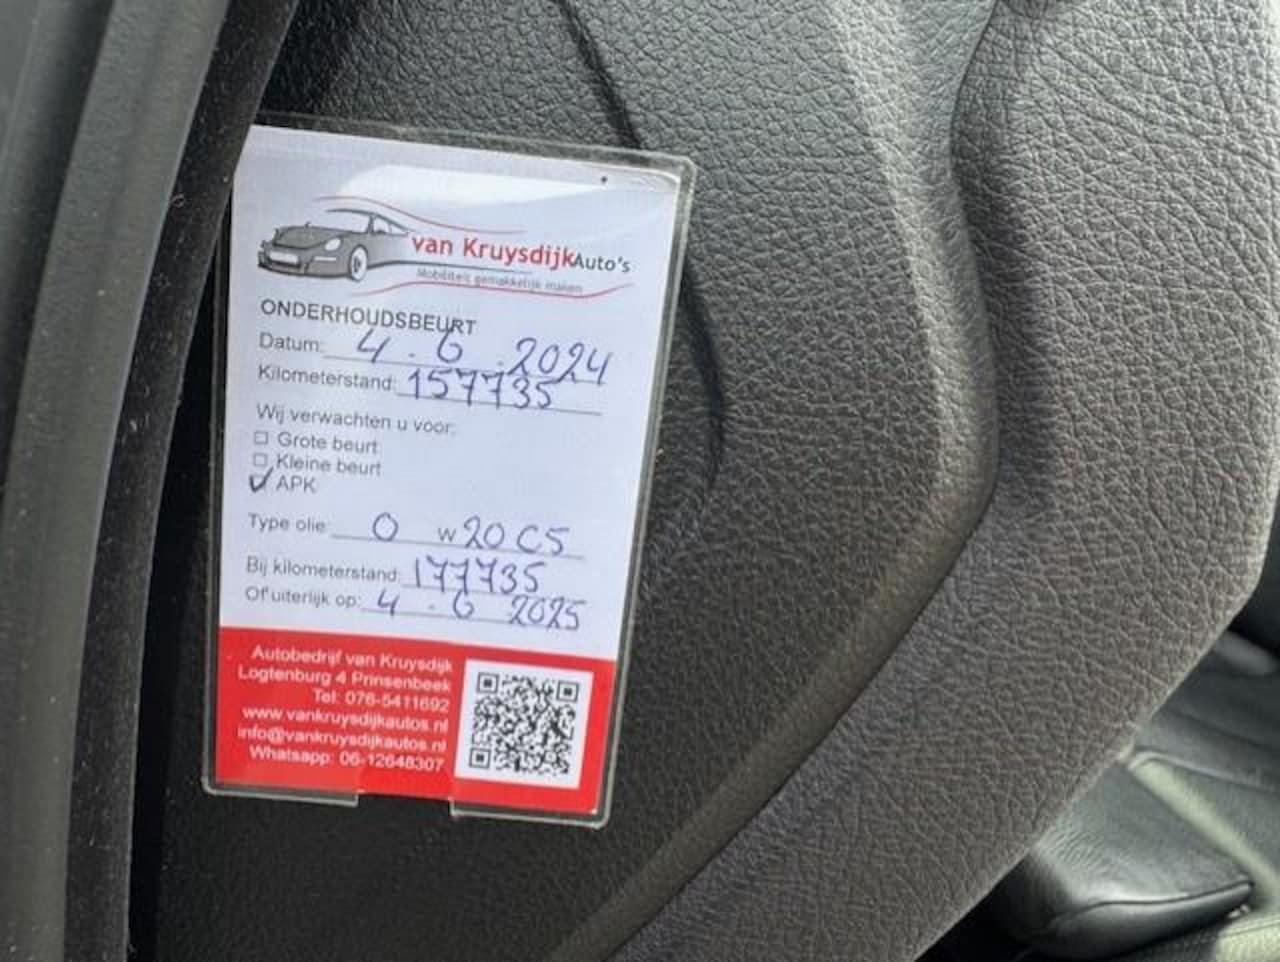 van Kruysdijk Auto's
Mobiliteit gemakkelijk maken
ONDERHOUDSBEURT
Datum: 4.6.2024
Kilometerstand: 157735
Wij verwachten u voor:
Grote beurt
Kleine beurt
APK
Type olie: 0 W 20 C5
Bij kilometerstand: 177735
Of uiterlijk op: 4.6 2025
Autobedrijf van Kruysdijk
Logtenburg 4 Prinsenbeek
Tel: 076-5411692
www.vankruysdijkautos.nl
info@vankruysdijkautos.nl
Whatsapp: 06-12648307